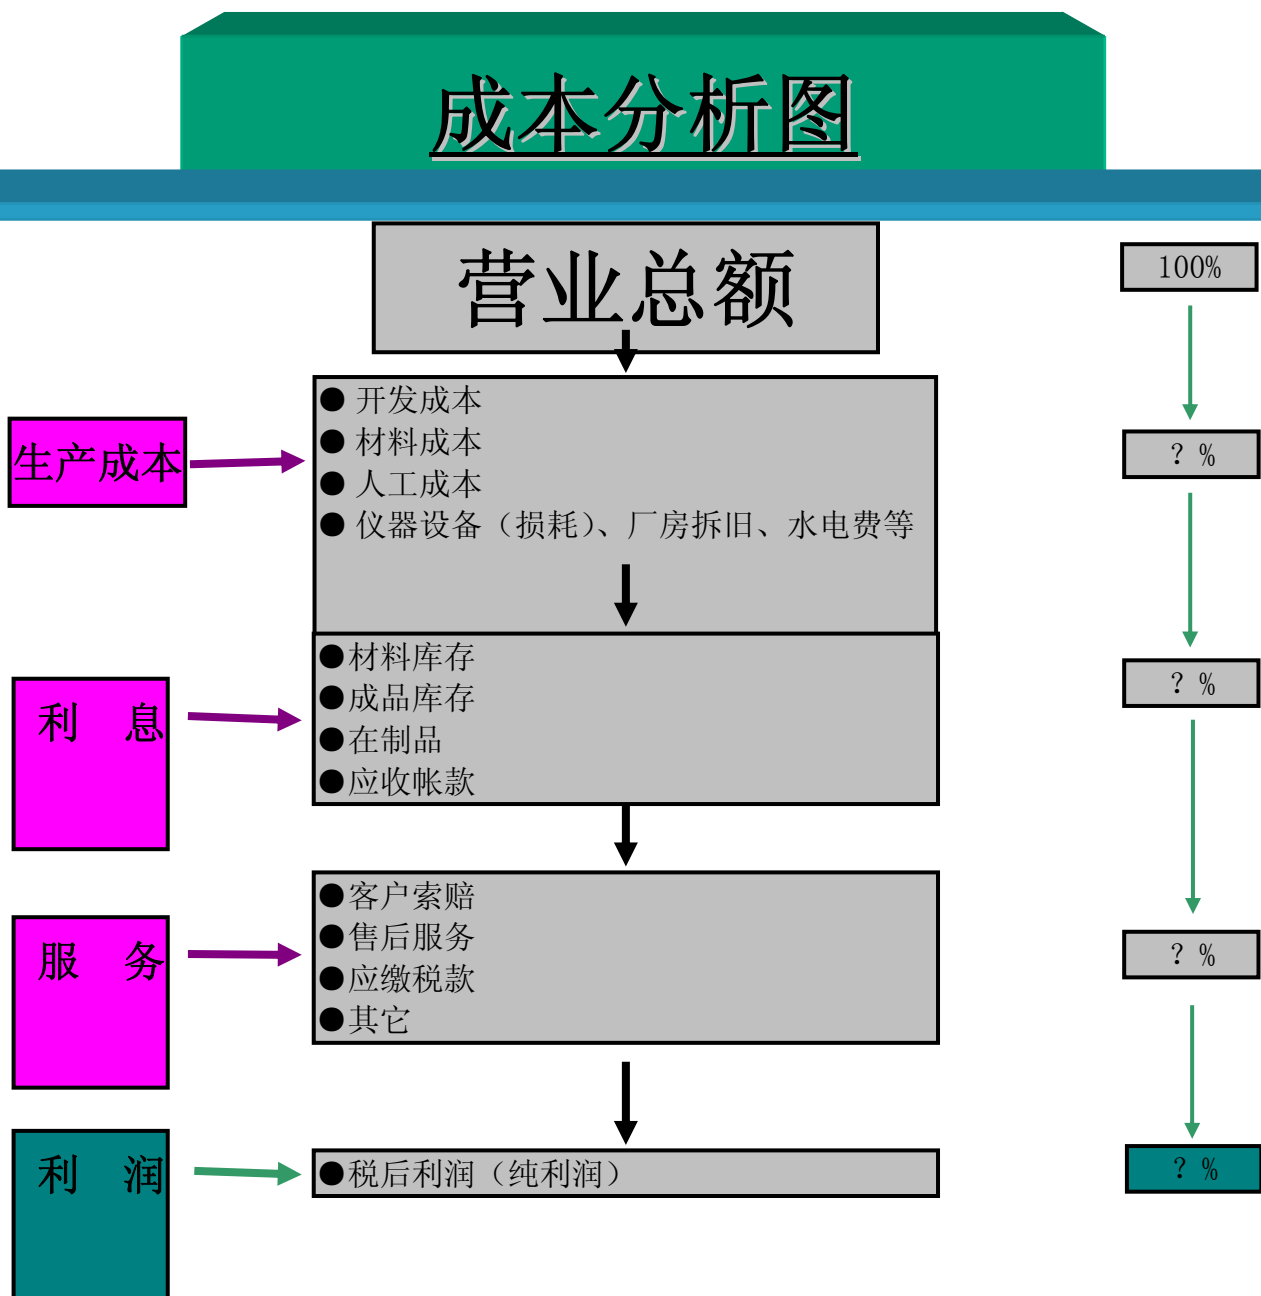 成本分析图
营业总额
100%
生产成本
● 开发成本
● 材料成本
● 人工成本
● 仪器设备（损耗）、厂房拆旧、水电费等
? %
利 息
●材料库存
●成品库存
●在制品
●应收帐款
? %
服 务
●客户索赔
●售后服务
●应缴税款
●其它
? %
利 润
●税后利润（纯利润）
? %